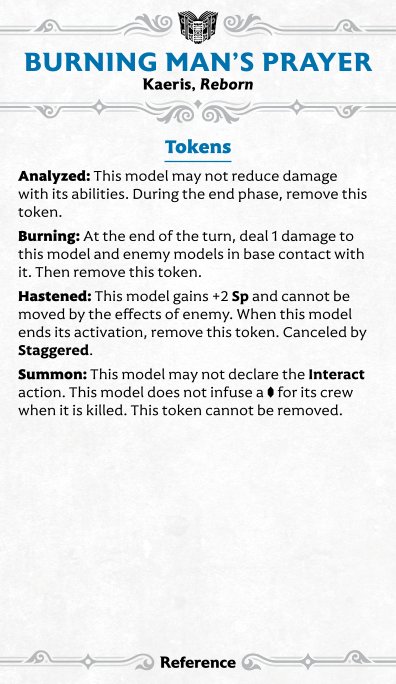 BURNING MAN'S PRAYER
Kaeris, Reborn
Tokens
Analyzed: This model may not reduce damage
with its abilities. During the end phase, remove this
token.
Burning: At the end of the turn, deal 1 damage to
this model and enemy models in base contact with
it. Then remove this token.
Hastened: This model gains +2 Sp and cannot be
moved by the effects of enemy. When this model
ends its activation, remove this token. Canceled by
Staggered.
Summon: This model may not declare the Interact
action. This model does not infuse a for its crew
when it is killed. This token cannot be removed.
Reference